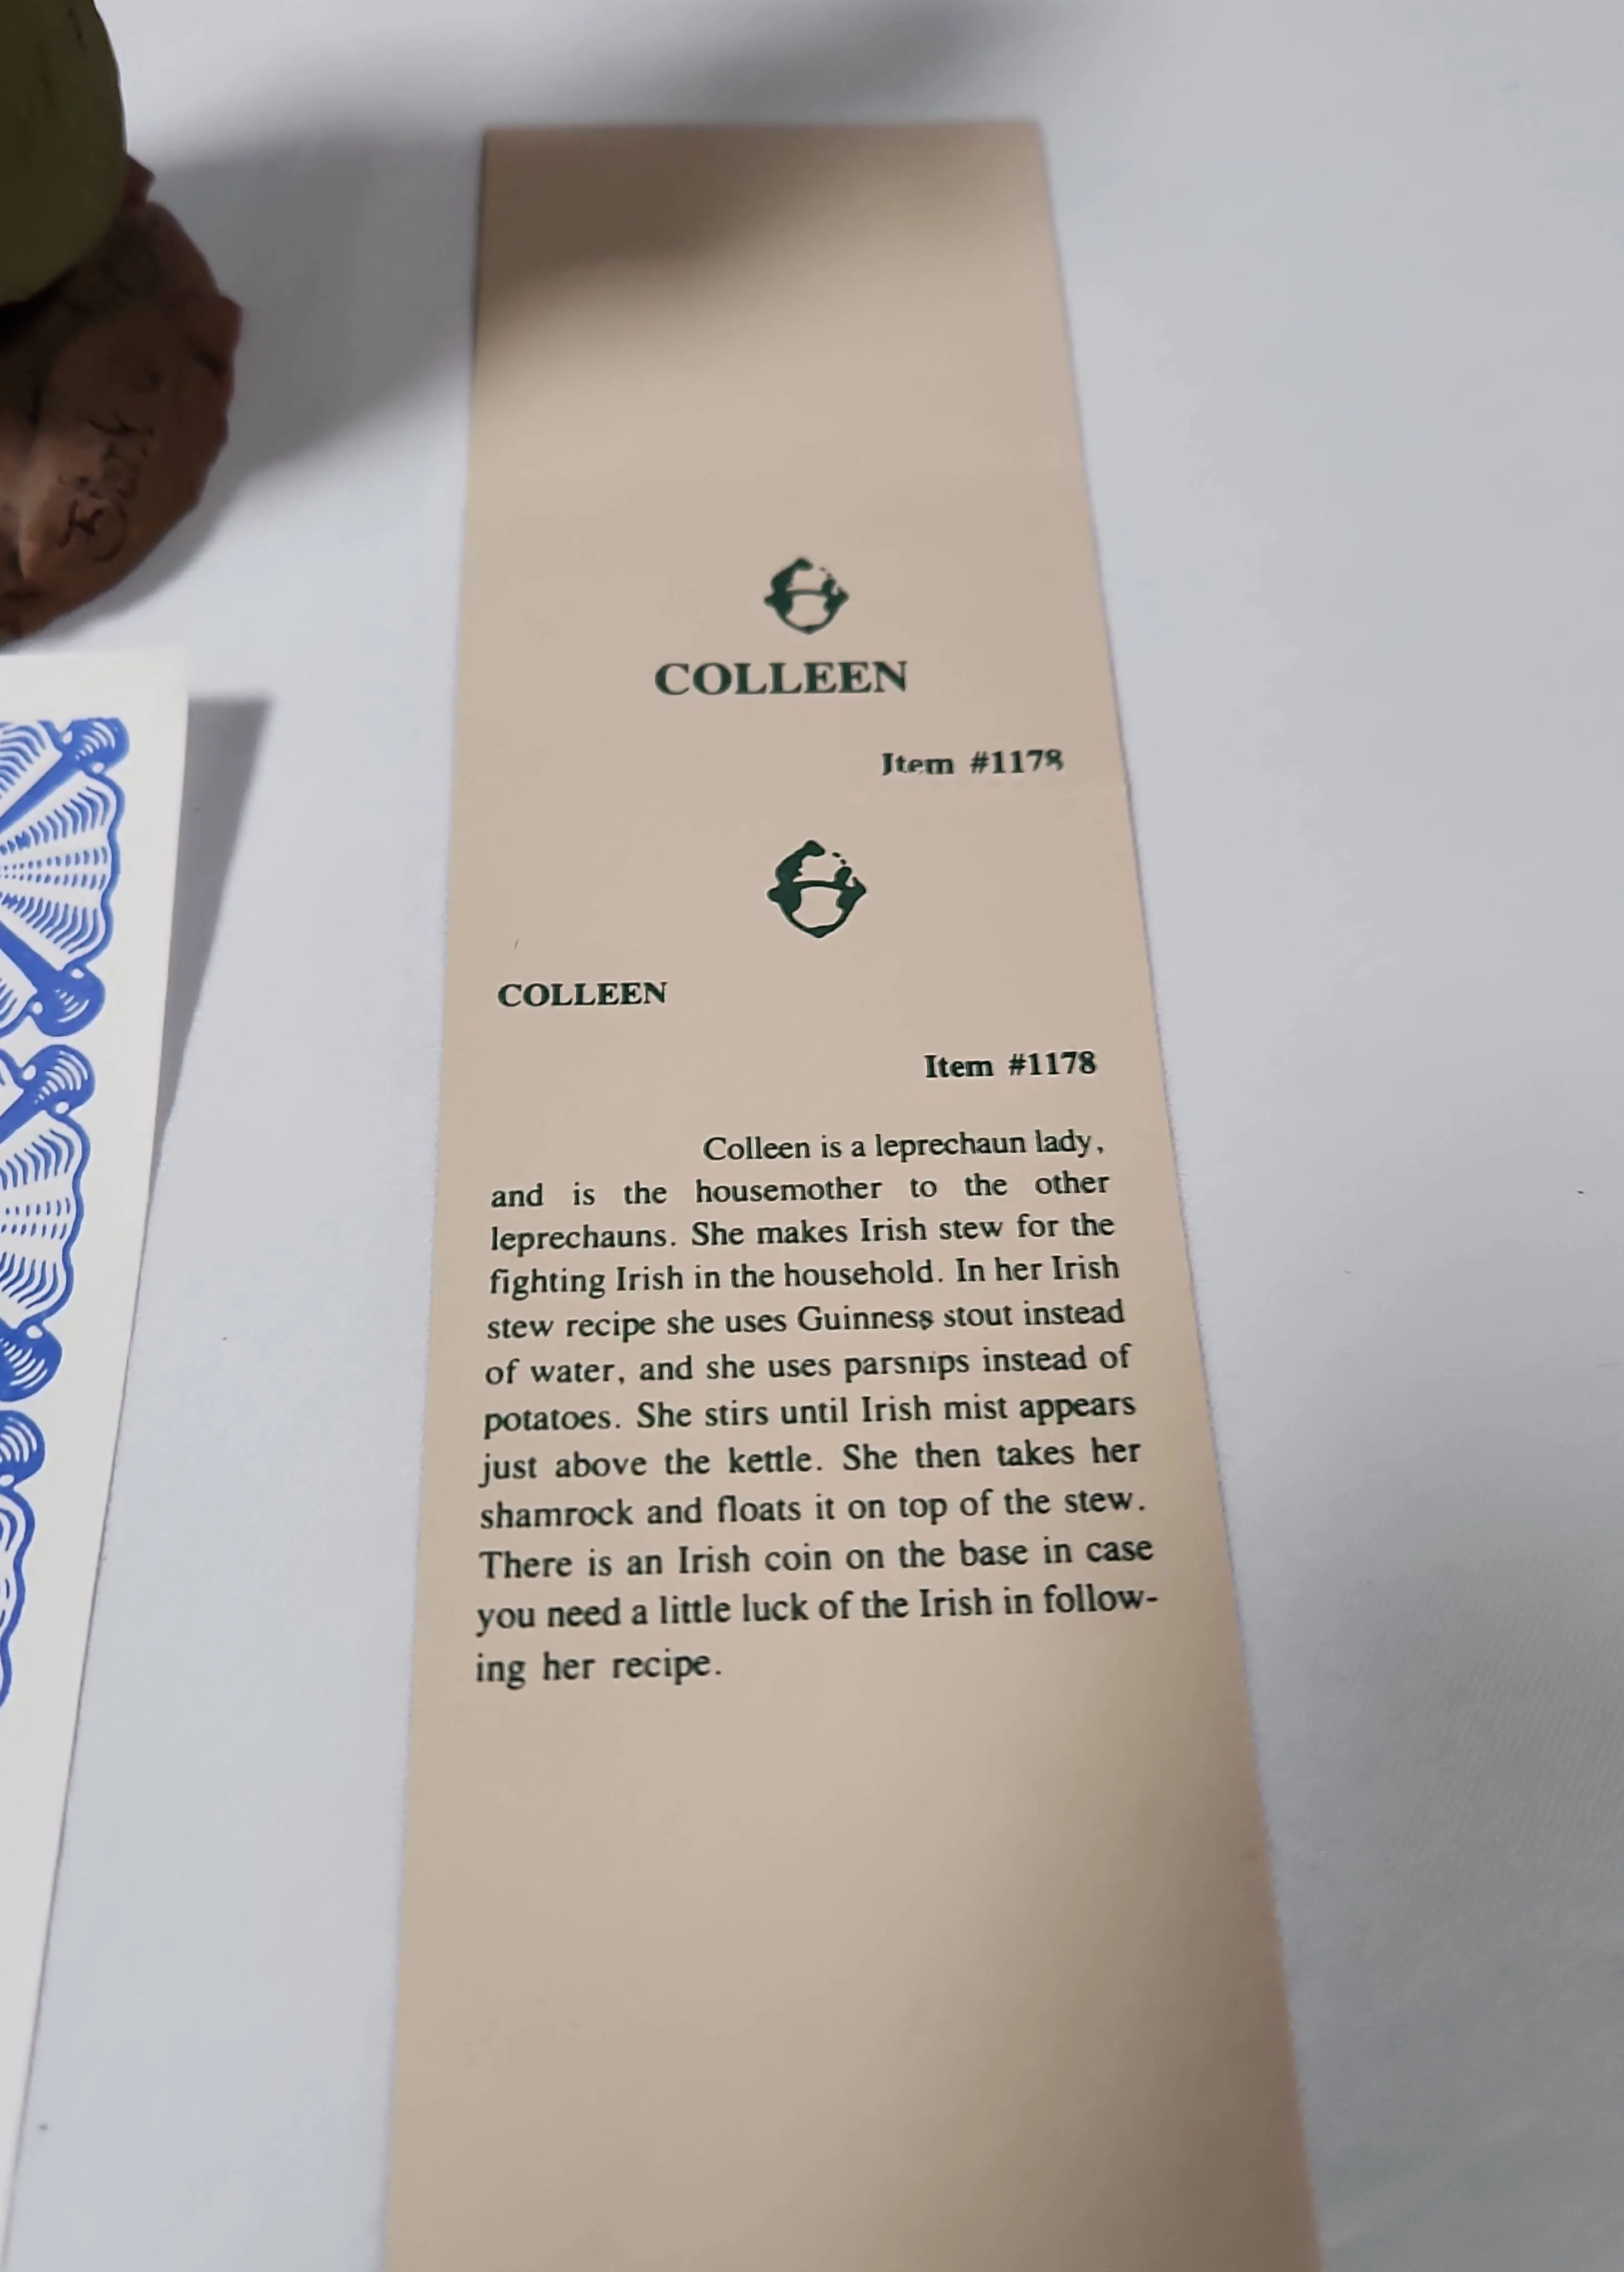 COLLEEN
Item #1178
COLLEEN
Item #1178
Colleen is a leprechaun lady,
and is the housemother to the other
leprechauns. She makes Irish stew for the
fighting Irish in the household. In her Irish
stew recipe she uses Guinness stout instead
of water, and she uses parsnips instead of
potatoes. She stirs until Irish mist appears
just above the kettle. She then takes her
shamrock and floats it on top of the stew.
There is an Irish coin on the base in case
you need a little luck of the Irish in follow-
ing her recipe.